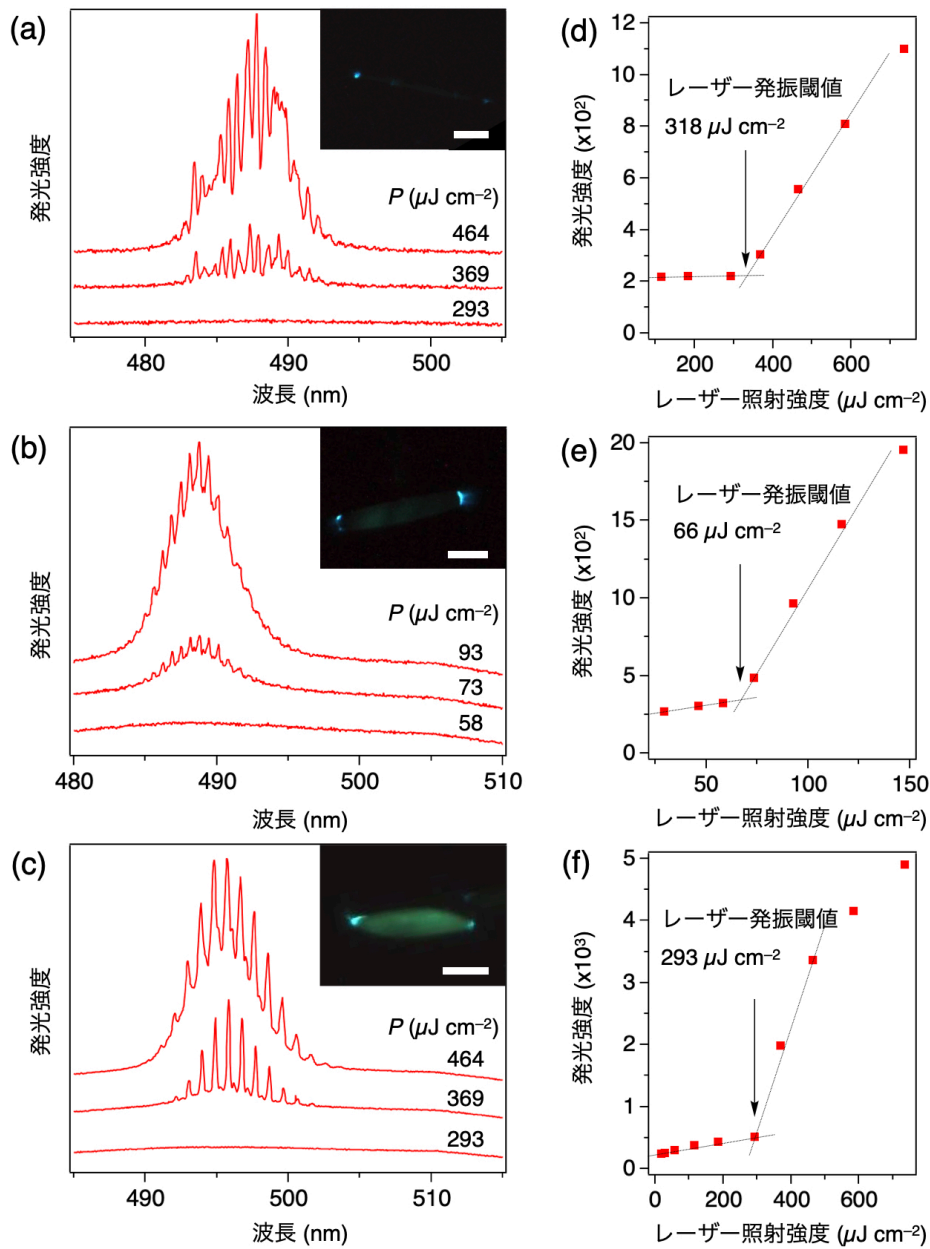 (a)
発光強度
P (µJ cm–2)
464
369
293
480
490
500
波長 (nm)
(d)
発光強度 (x10²)
12
10
8
6
4
2
0
レーザー発振閾値
318 µJ cm–2
200
400
600
レーザー照射強度 (µJ cm–2)
(b)
発光強度
P (µJ cm–2)
93
73
58
480
490
500
510
波長 (nm)
(e)
発光強度 (x10²)
20
15
10
5
0
レーザー発振閾値
66 µJ cm–2
50
100
150
レーザー照射強度 (µJ cm–2)
(c)
発光強度
P (µJ cm–2)
464
369
293
490
500
510
波長 (nm)
(f)
発光強度 (x10³)
5
4
3
2
1
0
レーザー発振閾値
293 µJ cm–2
0
200
400
600
800
レーザー照射強度 (µJ cm–2)